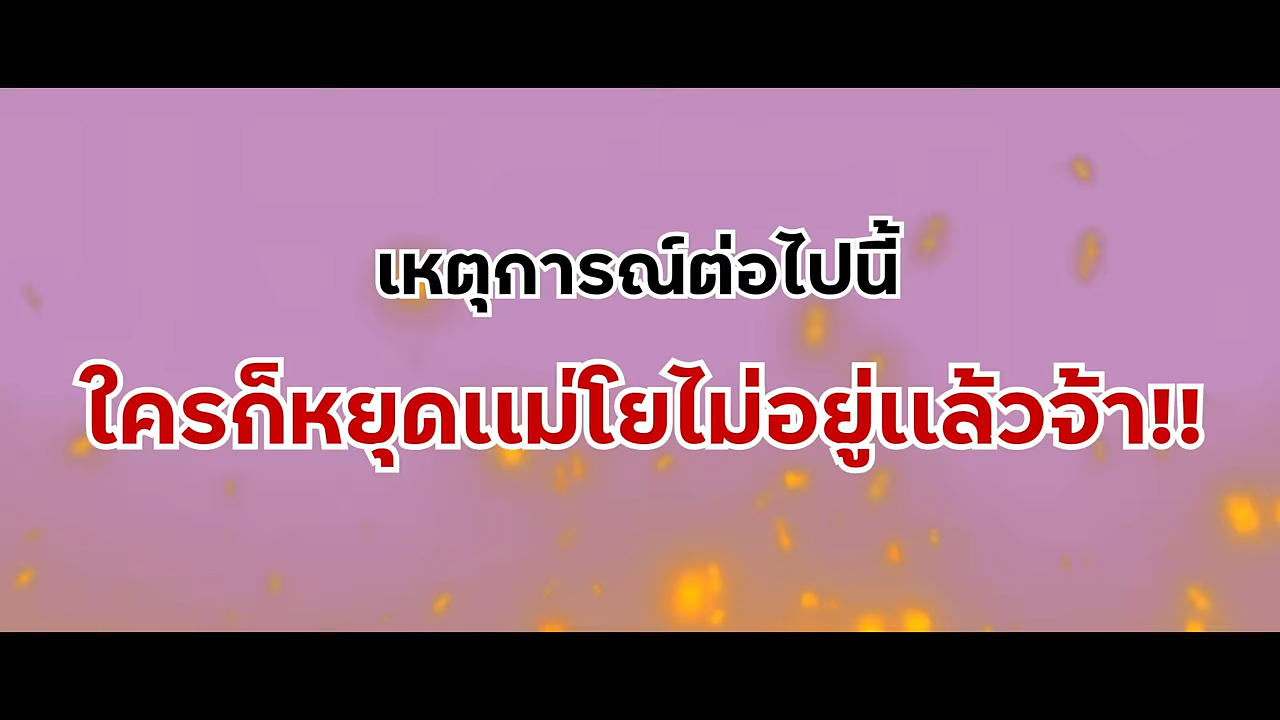 เหตุการณ์ต่อไปนี้
ใครก็หยุดแม่โยไม่อยู่แล้วจ้า!!